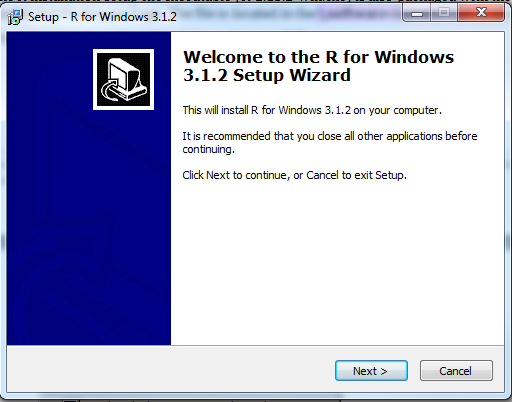 Setup - R for Windows 3.1.2
Welcome to the R for Windows
3.1.2 Setup Wizard
This will install R for Windows 3.1.2 on your computer.
It is recommended that you close all other applications before
continuing.
Click Next to continue, or Cancel to exit Setup.
Next >
Cancel